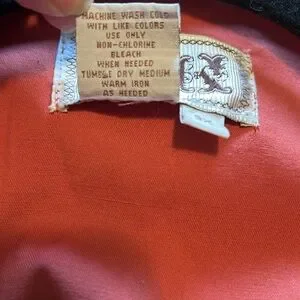 MACHINE WASH COLD
WITH LIKE COLORS
USE ONLY
NON-CHLORINE
BLEACH
WHEN NEEDED
TUMBLE DRY MEDIUM
WARM IRON
AS NEEDED